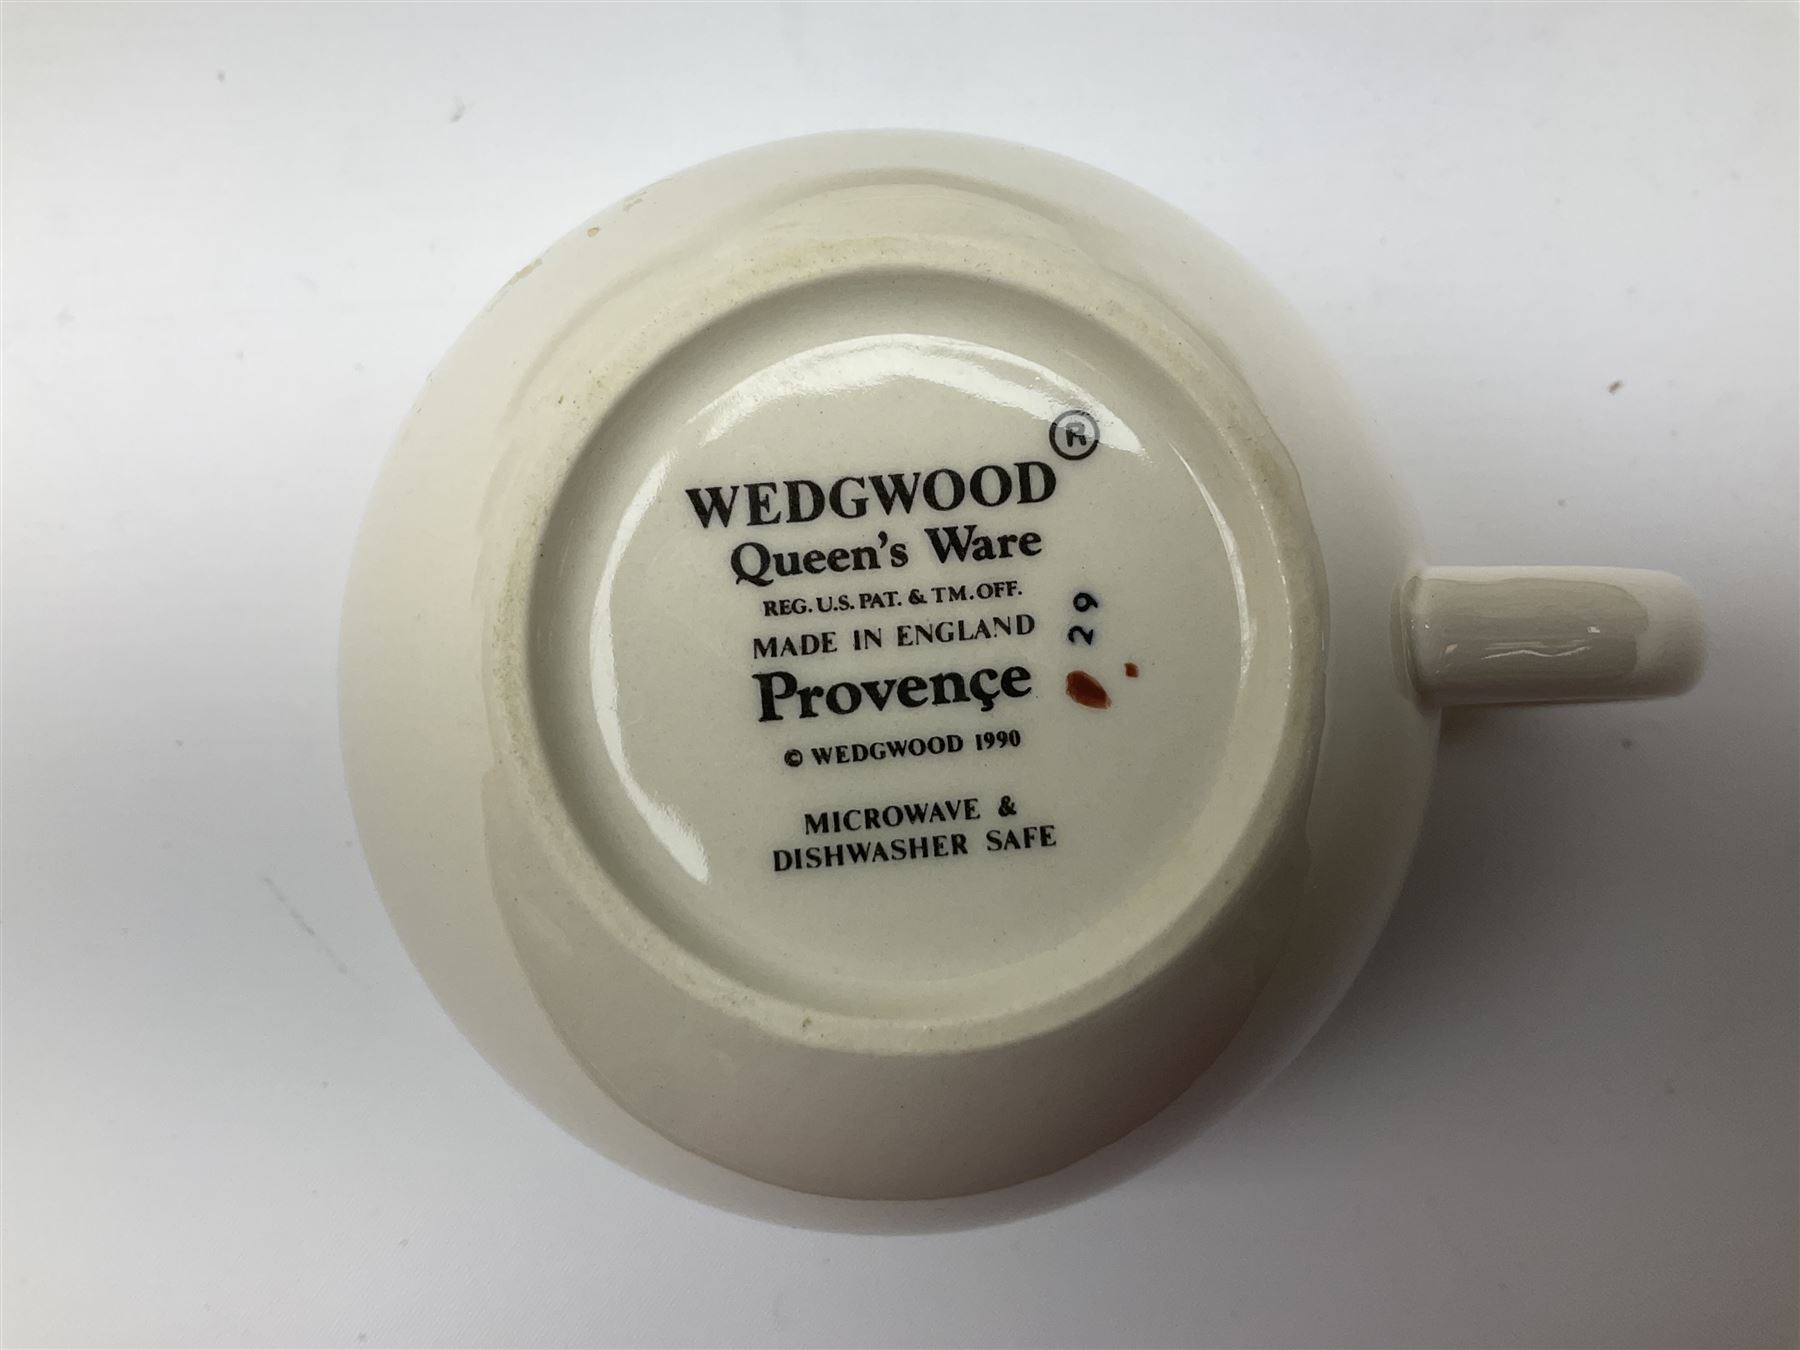 WEDGWOOD®
Queen's Ware
REG. U.S. PAT. & TM. OFF.
MADE IN ENGLAND
Provençe
© WEDGWOOD 1990
MICROWAVE &
DISHWASHER SAFE
29